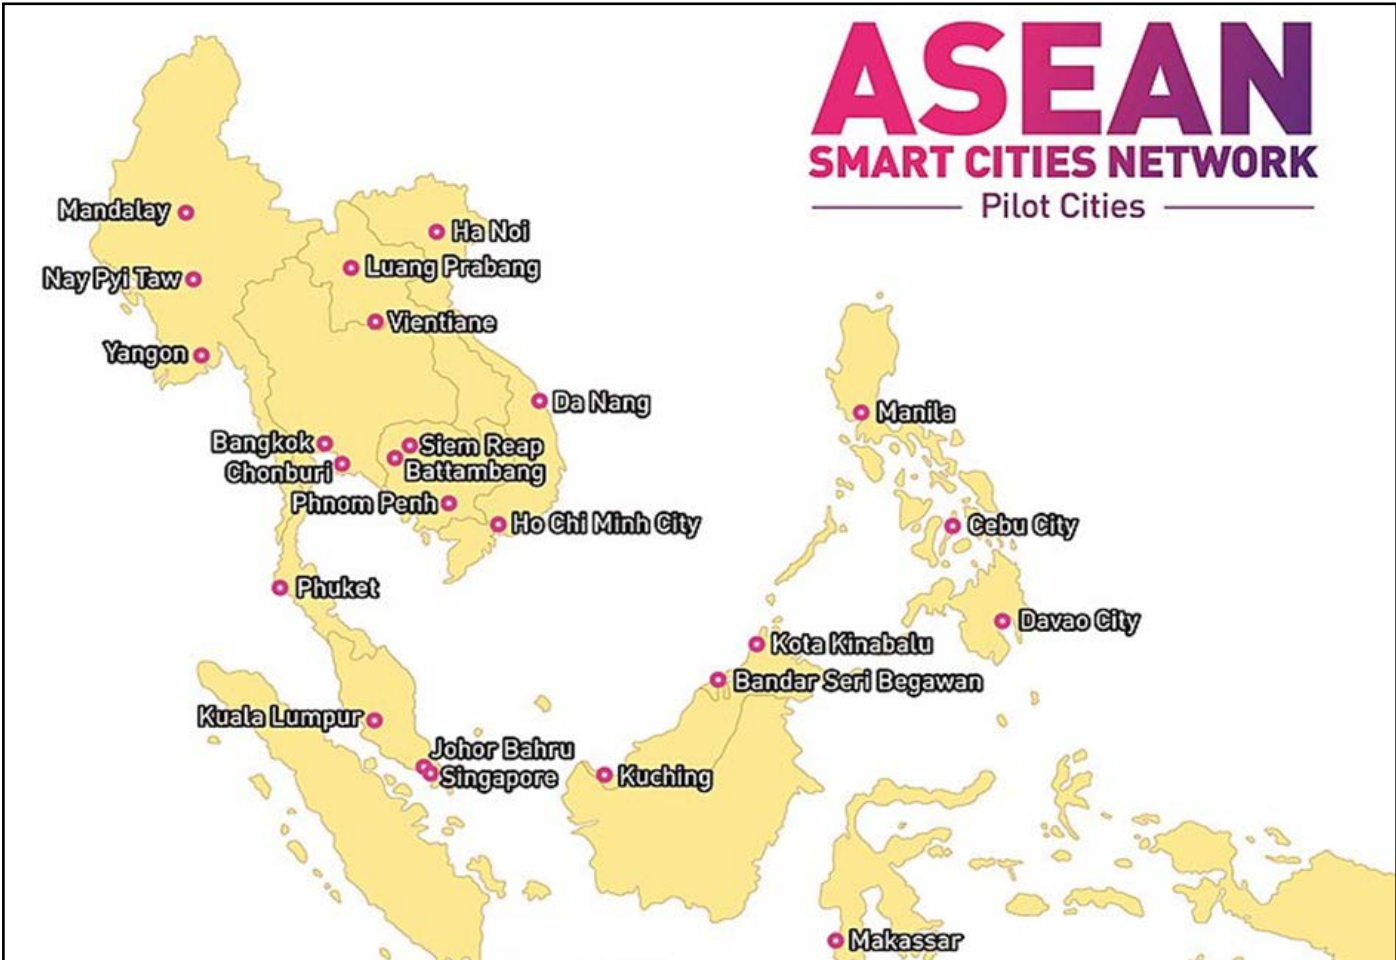 ASEAN
SMART CITIES NETWORK
Pilot Cities
Mandalay
Ha Noi
Luang Prabang
Nay Pyi Taw
Vientiane
Yangon
Da Nang
Manila
Bangkok
Siem Reap
Chonburi
Battambang
Phnom Penh
Ho Chi Minh City
Cebu City
Phuket
Davao City
Kota Kinabalu
Bandar Seri Begawan
Kuala Lumpur
Johor Bahru
Singapore
Kuching
Makassar